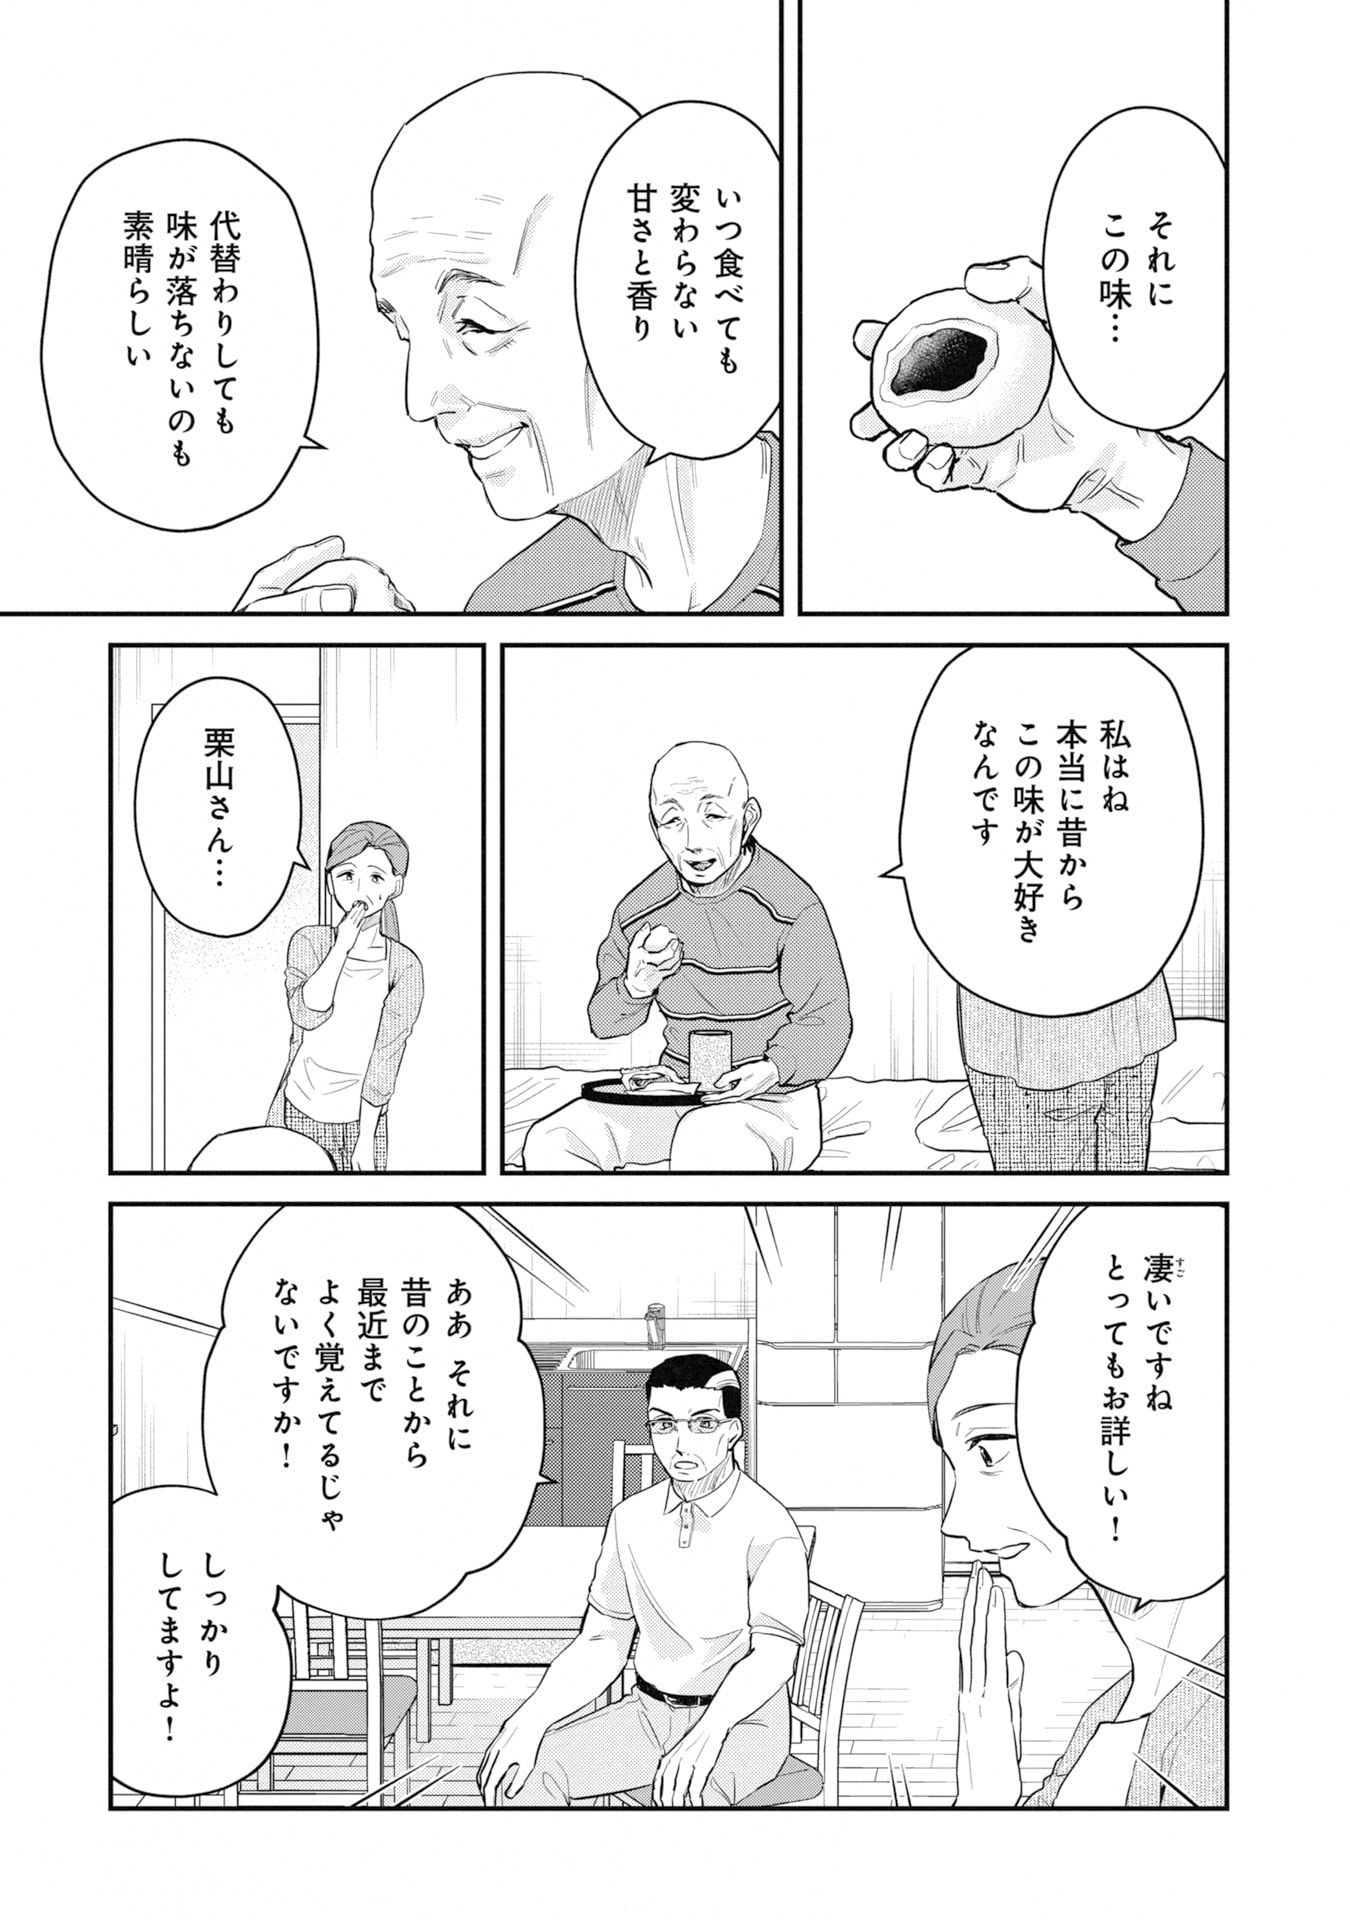 それに
この味…
いつ食べても
変わらない
甘さと香り
代替わりしても
味が落ちないのも
素晴らしい
私はね
本当に昔から
この味が大好き
なんです
栗山さん…
凄いですね
すご
とってもお詳しい！
ああ それに
昔のことから
最近まで
よく覚えてるじゃ
ないですか！
しっかり
してますよ！